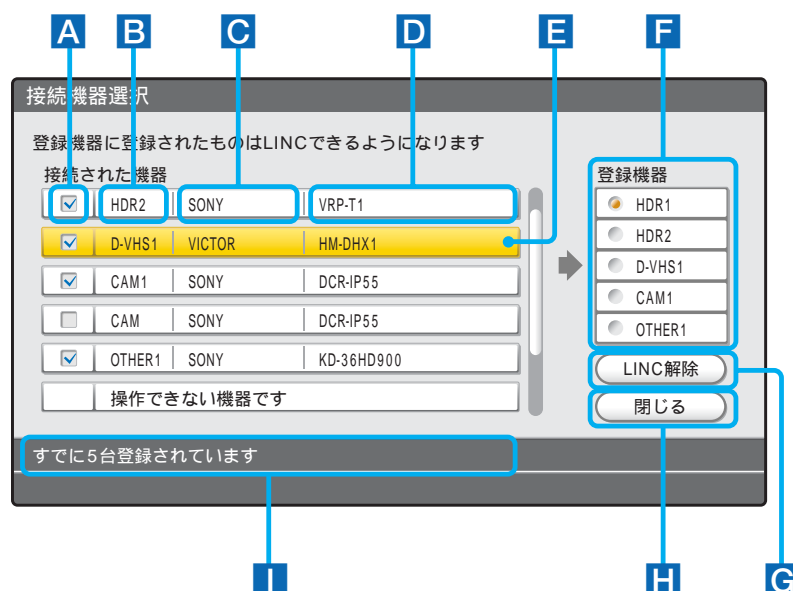 A B C D E F
接続機器選択
登録機器に登録されたものはLINCできるようになります
接続された機器
HDR2 SONY VRP-T1
D-VHS1 VICTOR HM-DHX1
CAM1 SONY DCR-IP55
CAM SONY DCR-IP55
OTHER1 SONY KD-36HD900
操作できない機器です
登録機器
HDR1
HDR2
D-VHS1
CAM1
OTHER1
LINC解除
閉じる
すでに5台登録されています
I H G